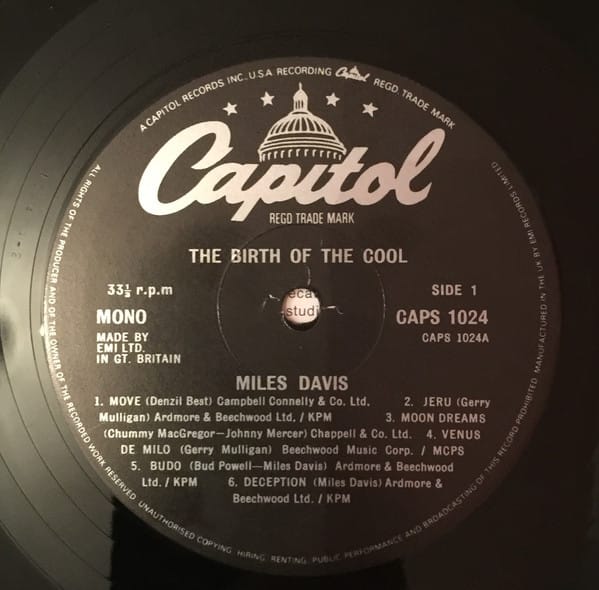 A CAPITOL RECORDS, INC., U.S.A. RECORDING Capitol REGD TRADE MARK
Capitol
REGD TRADE MARK
THE BIRTH OF THE COOL
33⅓ r.p.m
SIDE 1
MONO
CAPS 1024
MADE BY
EMI LTD.
IN GT. BRITAIN
CAPS 1024A
studi
MILES DAVIS
1. MOVE (Denzil Best) Campbell Connelly & Co. Ltd. 2. JERU (Gerry
Mulligan) Ardmore & Beechwood Ltd. / KPM 3. MOON DREAMS
(Chummy MacGregor—Johnny Mercer) Chappell & Co. Ltd. 4. VENUS
DE MILO (Gerry Mulligan) Beechwood Music Corp. / MCPS
5. BUDO (Bud Powell—Miles Davis) Ardmore & Beechwood
Ltd. / KPM 6. DECEPTION (Miles Davis) Ardmore &
Beechwood Ltd. / KPM
ALL RIGHTS OF THE PRODUCER AND OF THE OWNER OF THE RECORDED WORK RESERVED UNAUTHORISED COPYING, HIRING, RENTING, PUBLIC PERFORMANCE AND BROADCASTING OF THIS RECORD PROHIBITED. MANUFACTURED IN THE UK BY EMI RECORDS LIMITED